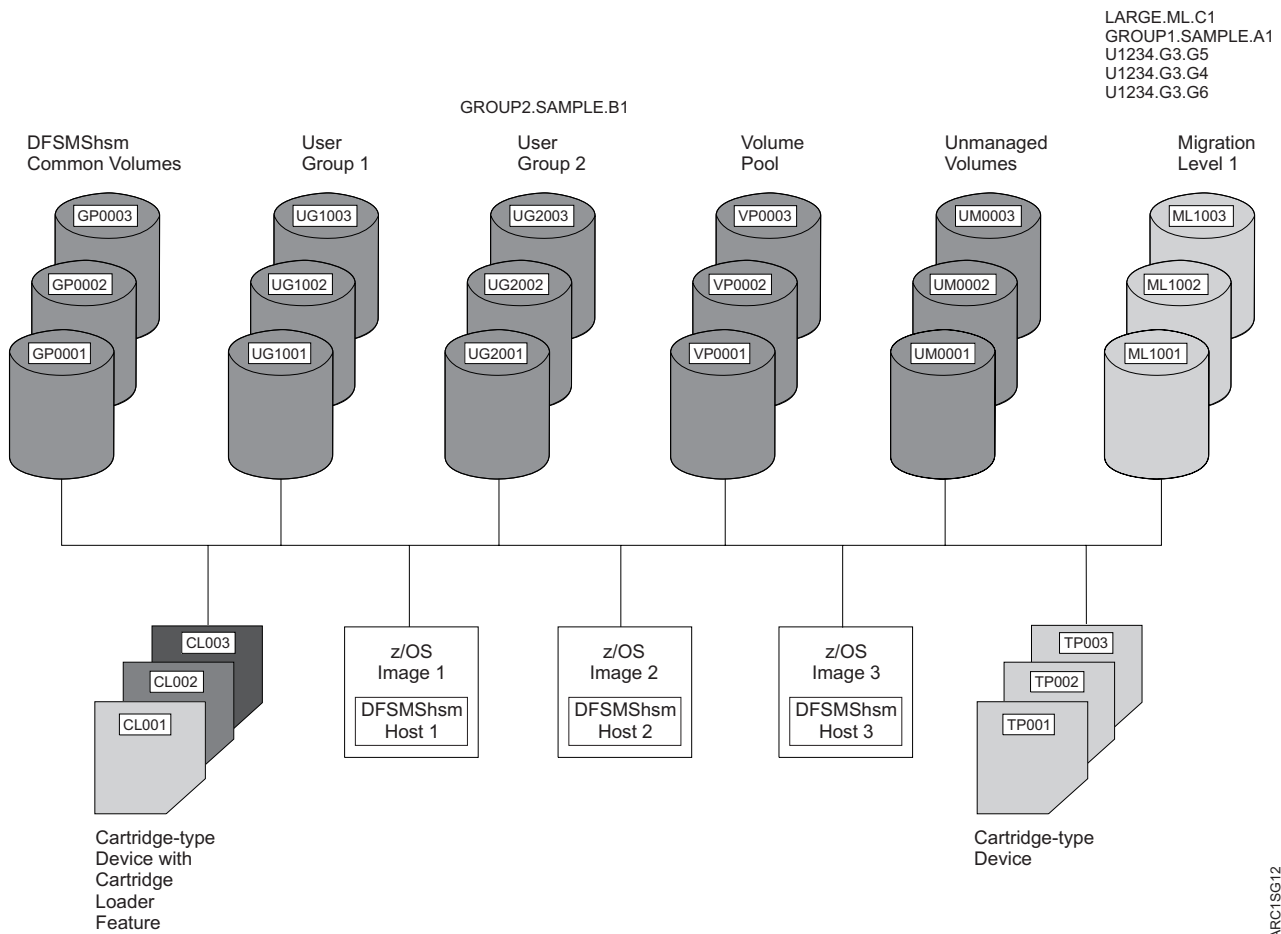 LARGE.ML.C1
GROUP1.SAMPLE.A1
U1234.G3.G5
U1234.G3.G4
U1234.G3.G6
GROUP2.SAMPLE.B1
DFSMShsm
Common Volumes
User
Group 1
User
Group 2
Volume
Pool
Unmanaged
Volumes
Migration
Level 1
GP0003
UG1003
UG2003
VP0003
UM0003
ML1003
GP0002
UG1002
UG2002
VP0002
UM0002
ML1002
GP0001
UG1001
UG2001
VP0001
UM0001
ML1001
CL003
CL002
CL001
z/OS
Image 1
DFSMShsm
Host 1
z/OS
Image 2
DFSMShsm
Host 2
z/OS
Image 3
DFSMShsm
Host 3
TP003
TP002
TP001
Cartridge-type
Device with
Cartridge
Loader
Feature
Cartridge-type
Device
ARC1SG12